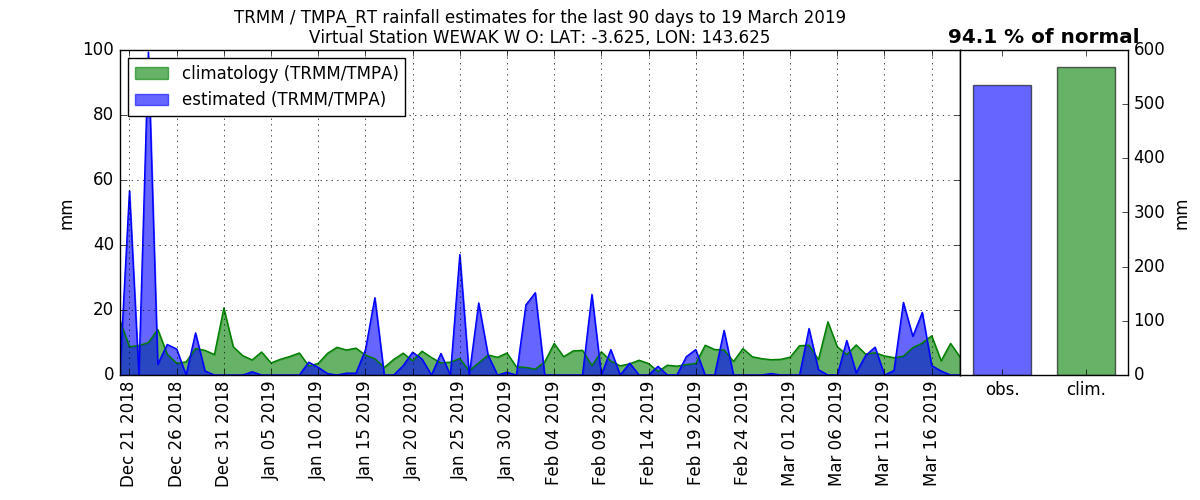 TRMM / TMPA_RT rainfall estimates for the last 90 days to 19 March 2019
Virtual Station WEWAK W O: LAT: -3.625, LON: 143.625
94.1 % of normal
climatology (TRMM/TMPA)
estimated (TRMM/TMPA)
100
80
60
40
20
0
mm
Dec 21 2018
Dec 26 2018
Dec 31 2018
Jan 05 2019
Jan 10 2019
Jan 15 2019
Jan 20 2019
Jan 25 2019
Jan 30 2019
Feb 04 2019
Feb 09 2019
Feb 14 2019
Feb 19 2019
Feb 24 2019
Mar 01 2019
Mar 06 2019
Mar 11 2019
Mar 16 2019
obs.
clim.
600
500
400
300
200
100
0
mm